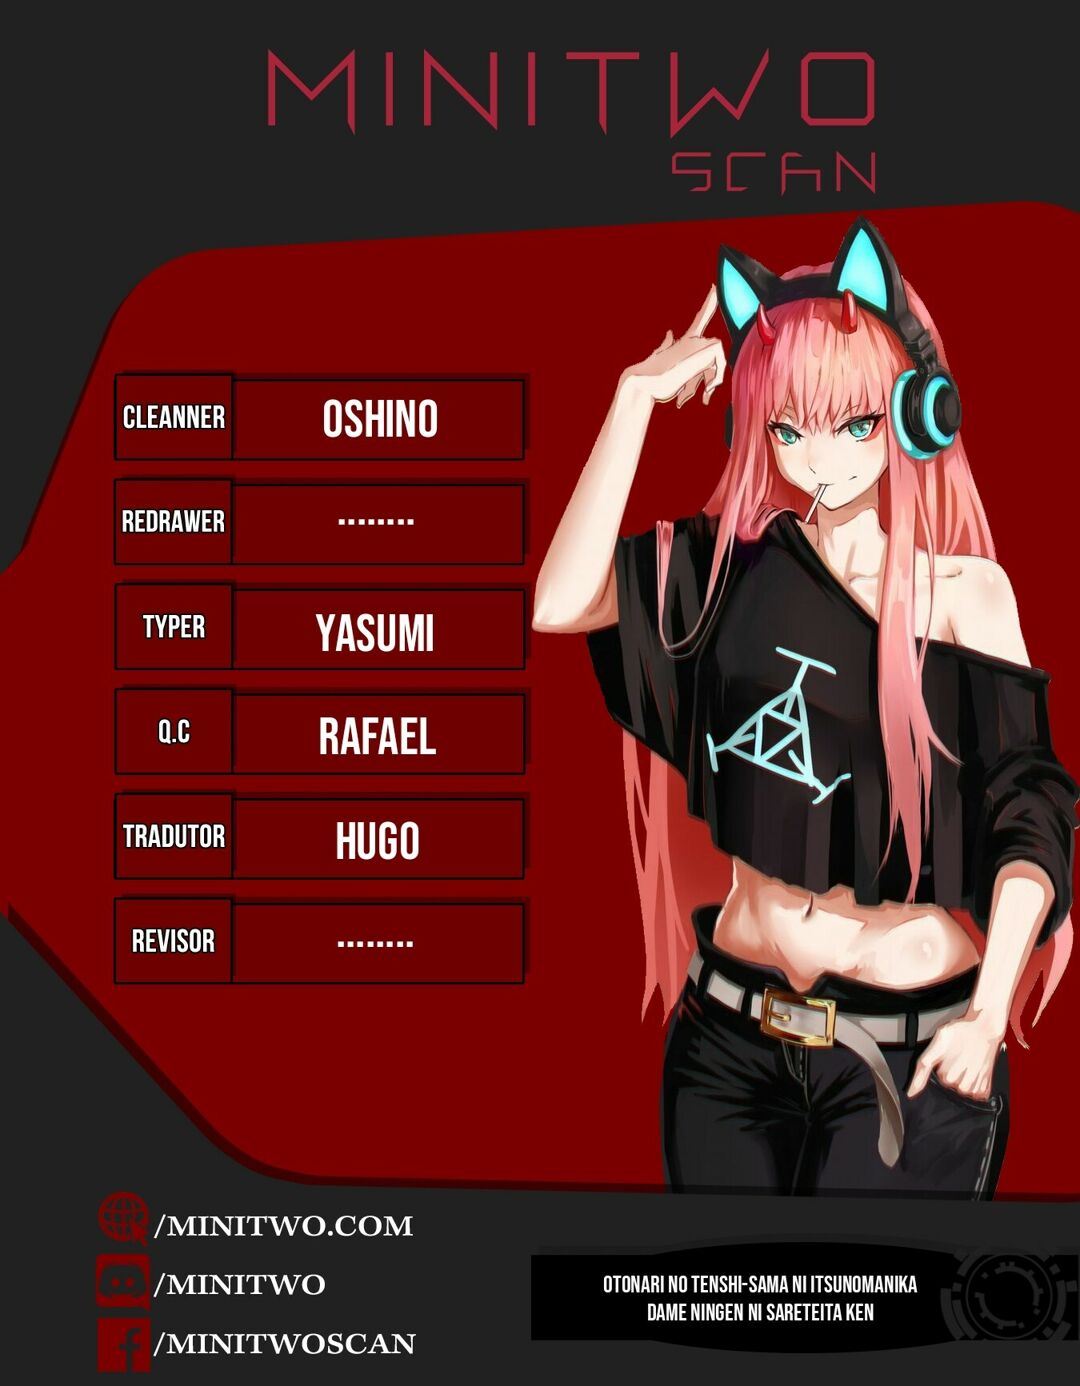 MINITWO
SCAN
CLEANNER
OSHINO
REDRAWER
........
TYPER
YASUMI
Q.C
RAFAEL
TRADUTOR
HUGO
REVISOR
........
/MINITWO.COM
/MINITWO
/MINITWOSCAN
OTONARI NO TENSHI-SAMA NI ITSUNOMANIKA
DAME NINGEN NI SARETEITA KEN